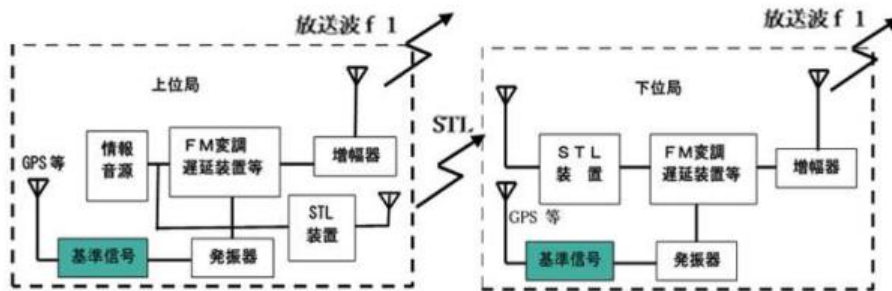 放送波ｆ１
放送波ｆ１
上位局
下位局
STL
GPS等
情報
音源
ＦＭ変調
遅延装置等
増幅器
STL
装置
基準信号
発振器
ＳＴＬ
装 置
FM変調
遅延装置等
増幅器
GPS 等
基準信号
発振器